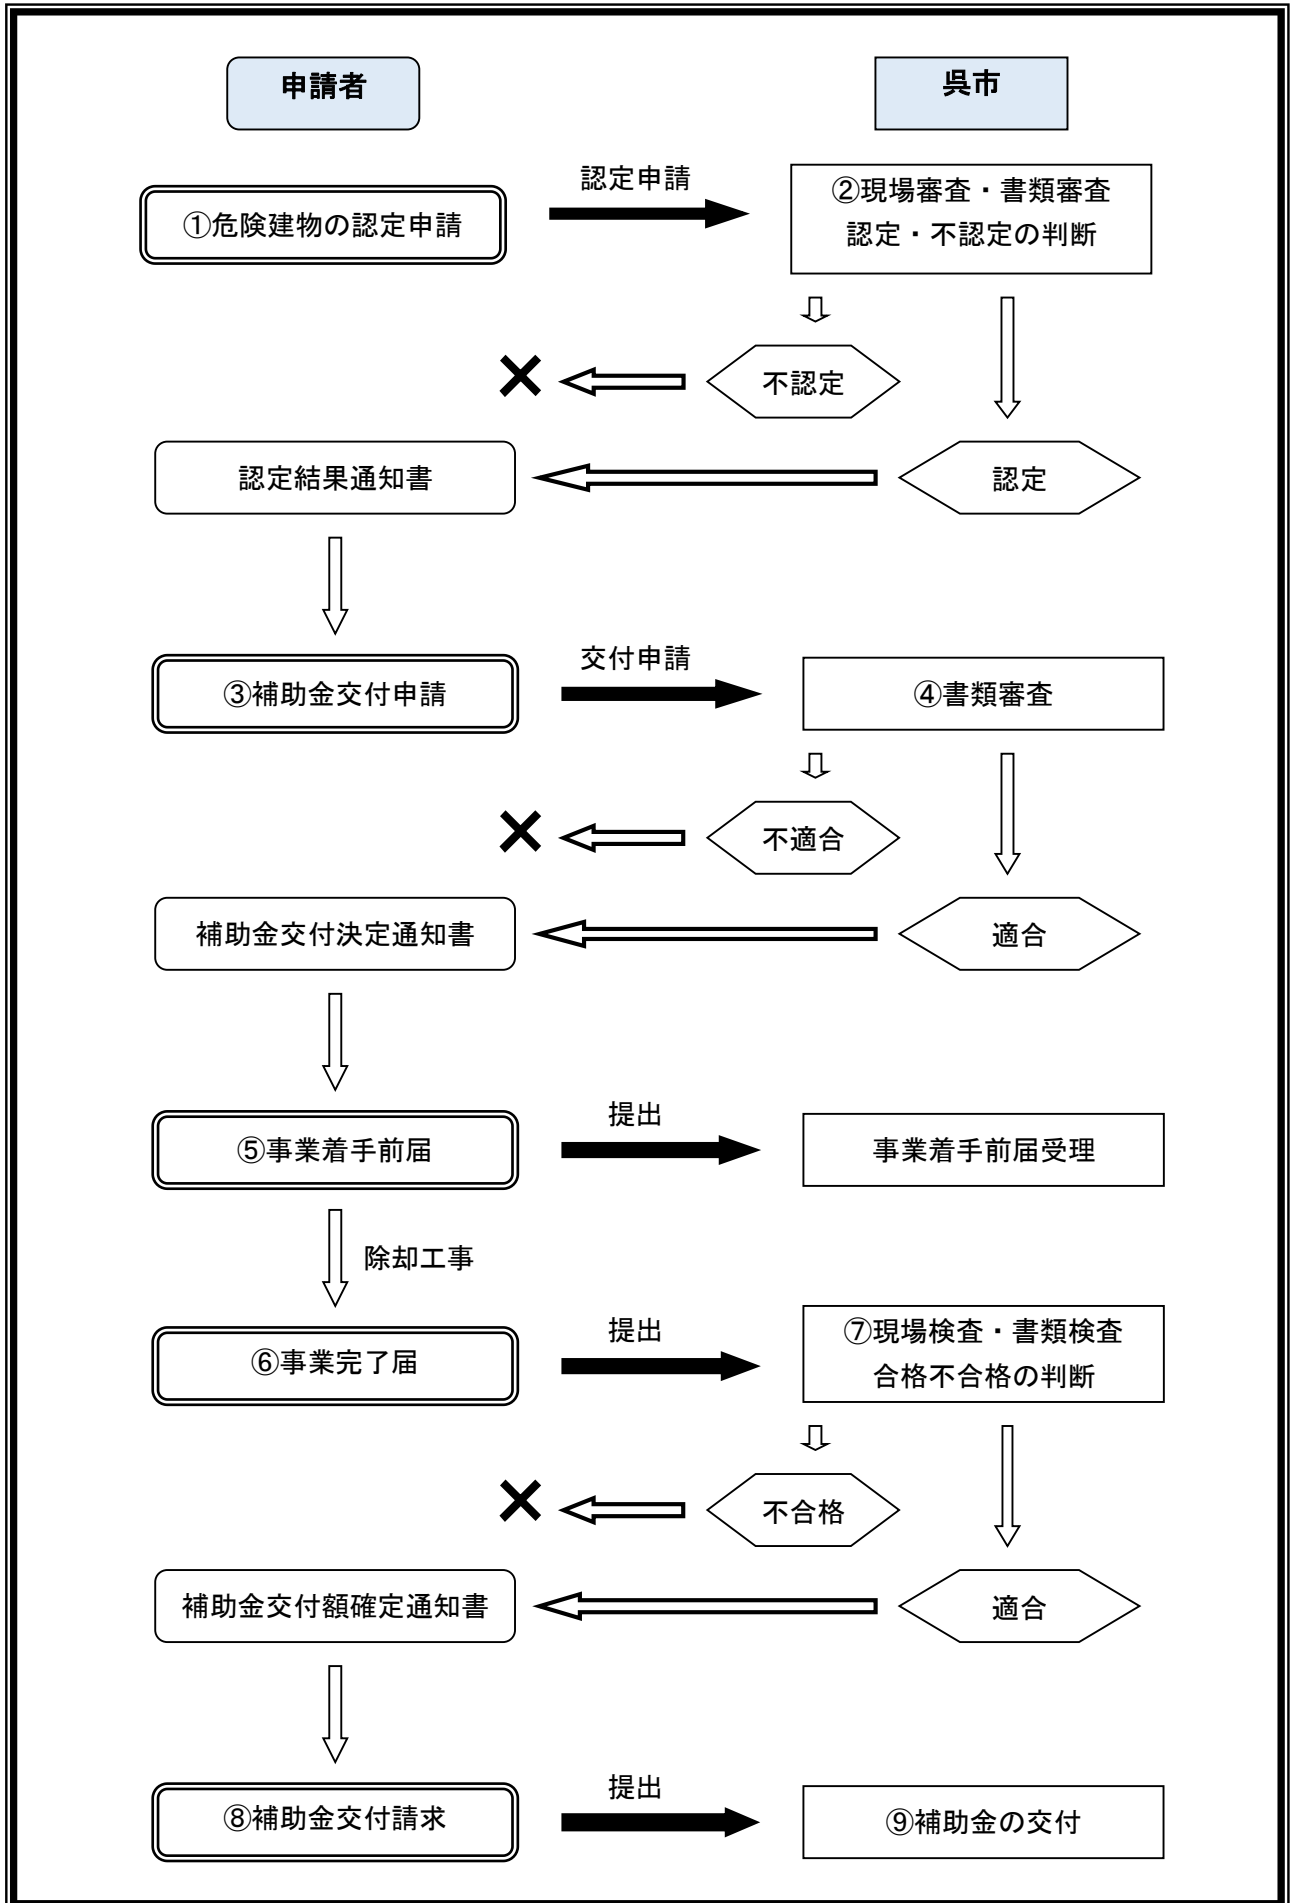 申請者
呉市
認定申請
①危険建物の認定申請
②現場審査・書類審査
認定・不認定の判断
不認定
認定結果通知書
認定
交付申請
③補助金交付申請
④書類審査
不適合
補助金交付決定通知書
適合
提出
⑤事業着手前届
事業着手前届受理
除却工事
提出
⑥事業完了届
⑦現場検査・書類検査
合格不合格の判断
不合格
補助金交付額確定通知書
適合
提出
⑧補助金交付請求
⑨補助金の交付